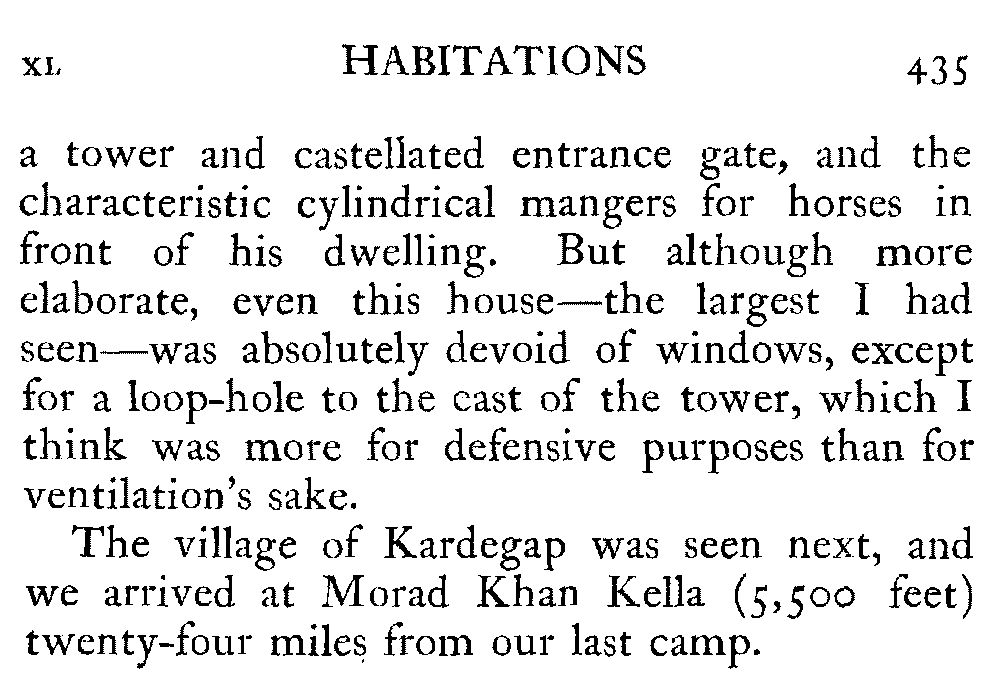 XL HABITATIONS 435
a tower and castellated entrance gate, and the
characteristic cylindrical mangers for horses in
front of his dwelling. But although more
elaborate, even this house—the largest I had
seen—was absolutely devoid of windows, except
for a loop-hole to the cast of the tower, which I
think was more for defensive purposes than for
ventilation's sake.
The village of Kardegap was seen next, and
we arrived at Morad Khan Kella (5,500 feet)
twenty-four miles from our last camp.